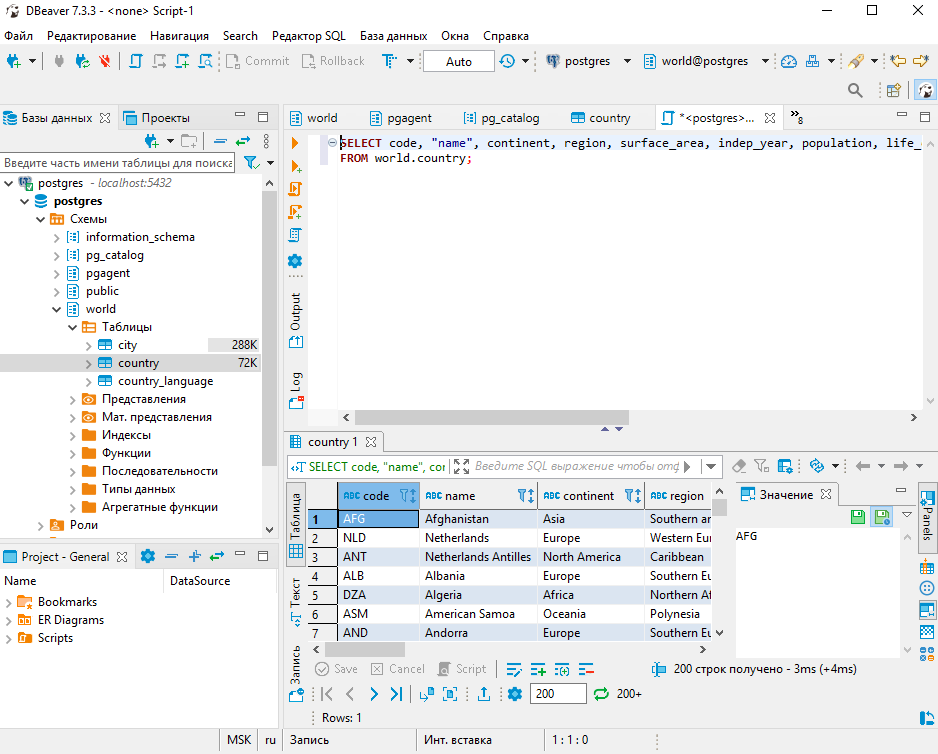 DBeaver 7.3.3 - <none> Script-1
Файл Редактирование Навигация Search Редактор SQL База данных Окна Справка
Commit Rollback Auto postgres world@postgres
Базы данных Проекты
Введите часть имени таблицы для поиска
postgres - localhost:5432
postgres
Схемы
information_schema
pg_catalog
pgagent
public
world
Таблицы
city 288K
country 72K
country_language
Представления
Мат. представления
Индексы
Функции
Последовательности
Типы данных
Агрегатные функции
Роли
Project - General
Name DataSource
Bookmarks
ER Diagrams
Scripts
world pgagent pg_catalog country *<postgres>... »8
SELECT code, "name", continent, region, surface_area, indep_year, population, life_
FROM world.country;
Output
Log
country 1
SELECT code, "name", cor Введите SQL выражение чтобы отф
Таблица
Текст
Запись
ABC code ABC name ABC continent ABC region
1 AFG Afghanistan Asia Southern an
2 NLD Netherlands Europe Western Eur
3 ANT Netherlands Antilles North America Caribbean
4 ALB Albania Europe Southern Eu
5 DZA Algeria Africa Northern Af
6 ASM American Samoa Oceania Polynesia
7 AND Andorra Europe Southern Eu
Значение
AFG
Panels
Save Cancel Script 200 строк получено - 3ms (+4ms)
200 200+
Rows: 1
MSK ru Запись Инт. вставка 1 : 1 : 0